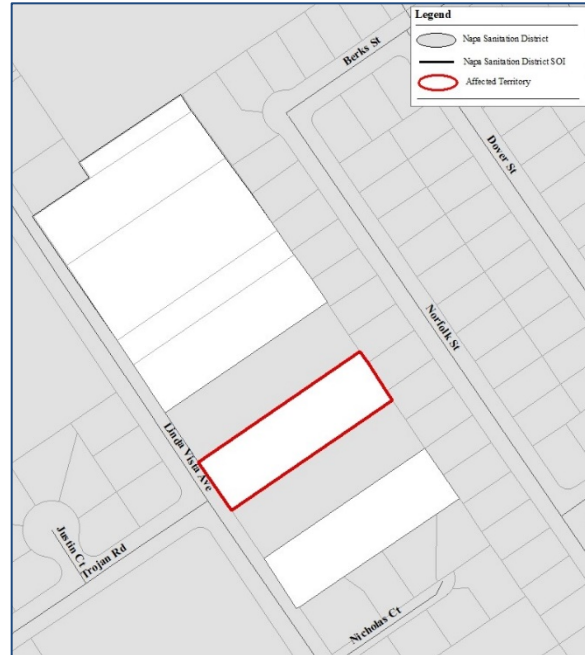 Legend
Napa Sanitation District
Napa Sanitation District SOI
Affected Territory
Berks St
Dover St
Norfolk St
Linda Vista Ave
Justin Ct
Trojan Rd
Nicholas Ct